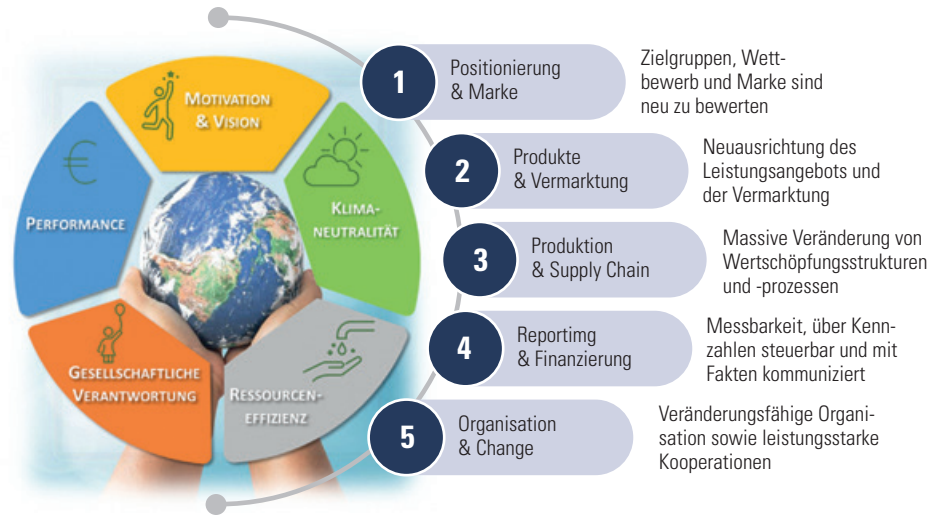 MOTIVATION
& VISION
KLIMA-
NEUTRALITÄT
RESSOURCEN-
EFFIZIENZ
GESELLSCHAFTLICHE
VERANTWORTUNG
PERFORMANCE
€
1
Positionierung
& Marke
Zielgruppen, Wett-
bewerb und Marke sind
neu zu bewerten
2
Produkte
& Vermarktung
Neuausrichtung des
Leistungsangebots und
der Vermarktung
3
Produktion
& Supply Chain
Massive Veränderung von
Wertschöpfungsstrukturen
und -prozessen
4
Reportimg
& Finanzierung
Messbarkeit, über Kenn-
zahlen steuerbar und mit
Fakten kommuniziert
5
Organisation
& Change
Veränderungsfähige Organi-
sation sowie leistungsstarke
Kooperationen